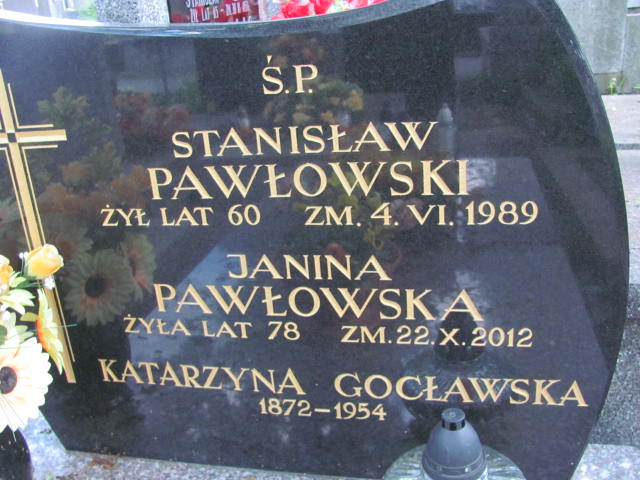 Ś.P.
STANISŁAW
PAWŁOWSKI
ŻYŁ LAT 60 ZM. 4. VI. 1989
JANINA
PAWŁOWSKA
ŻYŁA LAT 78 ZM. 22. X. 2012
KATARZYNA GOCŁAWSKA
1872-1954